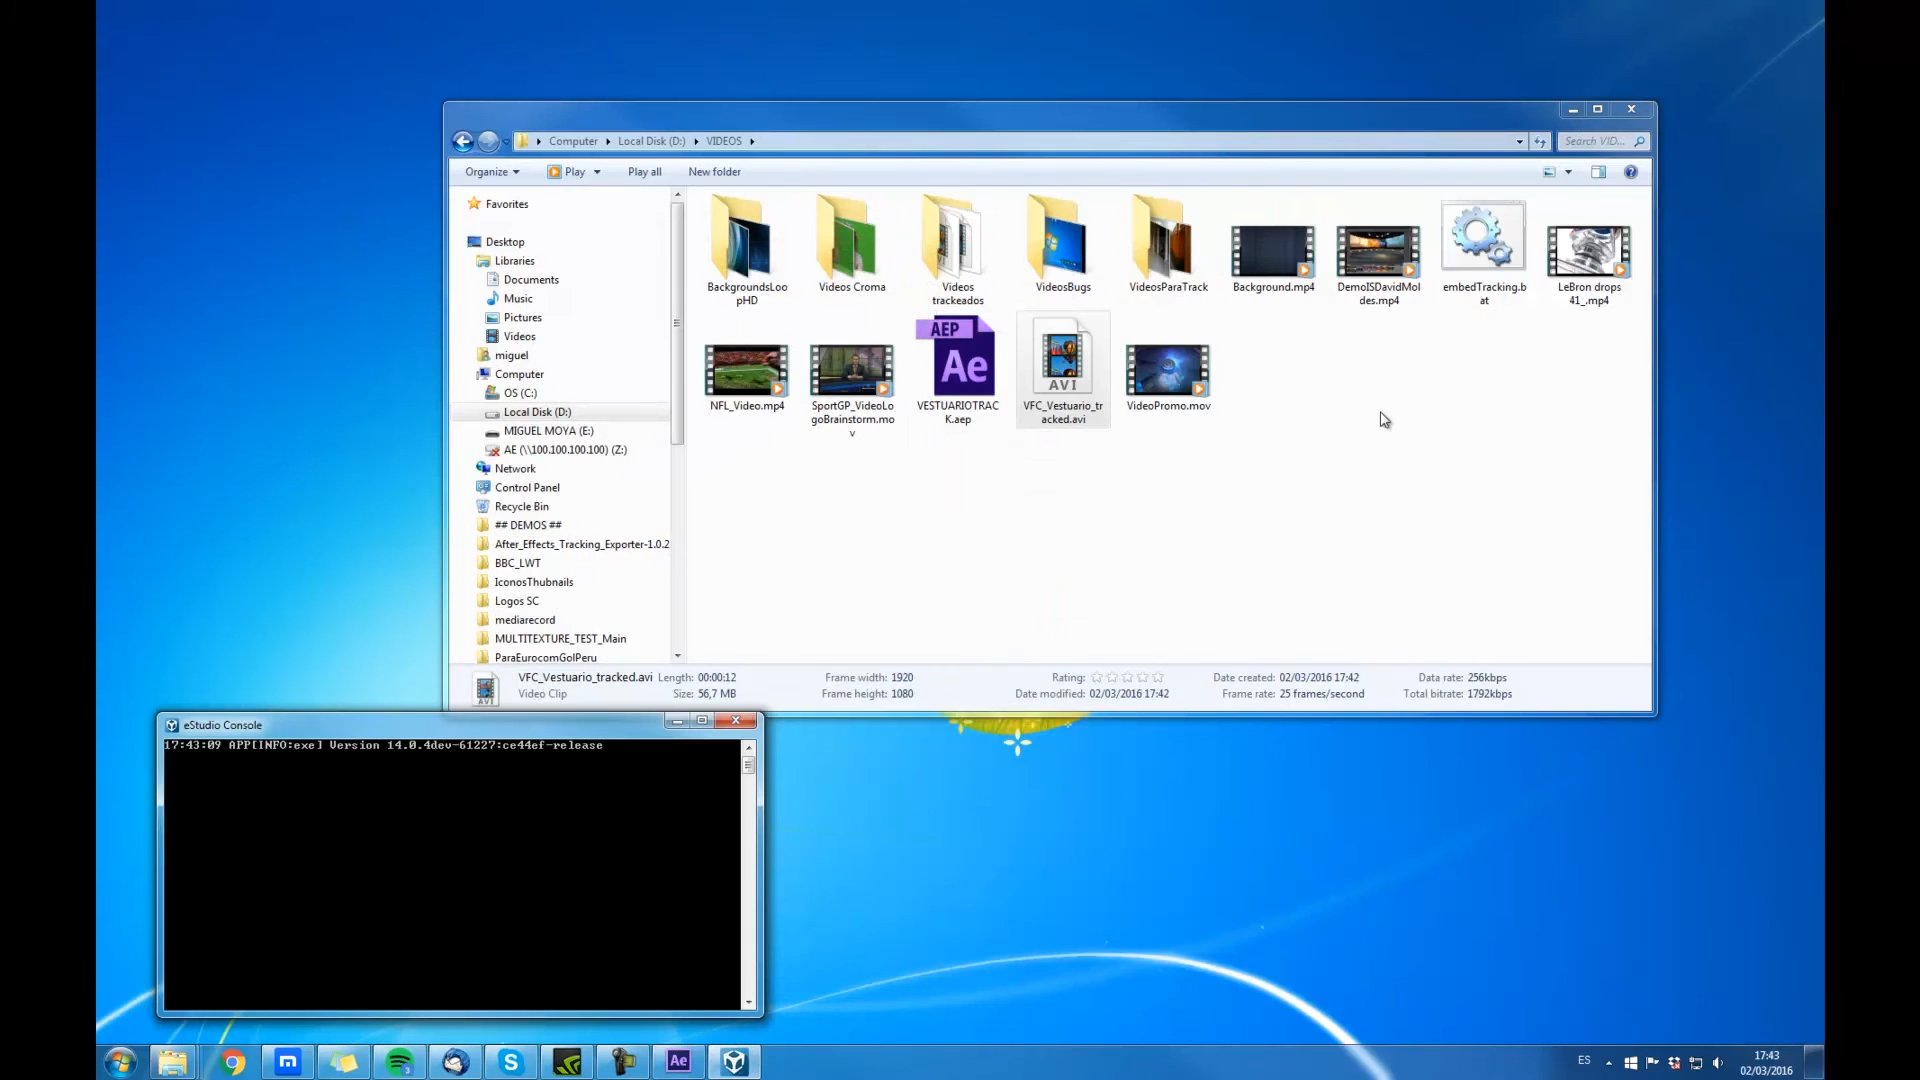 Computer Local Disk (D:) VIDEOS
Search VID...
Organize
Play
Play all
New folder
Favorites
Desktop
Libraries
Documents
Music
Pictures
Videos
miguel
Computer
OS (C:)
Local Disk (D:)
MIGUEL MOYA (E:)
AE (\\100.100.100.100) (Z:)
Network
Control Panel
Recycle Bin
## DEMOS ##
After_Effects_Tracking_Exporter-1.0.2
BBC_LWT
IconosThubnails
Logos SC
mediarecord
MULTITEXTURE_TEST_Main
ParaEurocomGolPeru
BackgroundsLoo
pHD
Videos Croma
Videos
trackeados
VideosBugs
VideosParaTrack
Background.mp4
DemoISDavidMol
des.mp4
embedTracking.b
at
LeBron drops
41_.mp4
NFL_Video.mp4
SportGP_VideoLo
goBrainstorm.mo
v
AEP
Ae
VESTUARIOTRAC
K.aep
AVI
VFC_Vestuario_tr
acked.avi
VideoPromo.mov
VFC_Vestuario_tracked.avi
Video Clip
Length: 00:00:12
Size: 56,7 MB
Frame width: 1920
Frame height: 1080
Rating:
Date modified: 02/03/2016 17:42
Date created: 02/03/2016 17:42
Frame rate: 25 frames/second
Data rate: 256kbps
Total bitrate: 1792kbps
AVI
eStudio Console
17:43:09 APP[INFO:exe] Version 14.0.4dev-61227:ce44ef-release
m
3
S
Ae
ES
17:43
02/03/2016